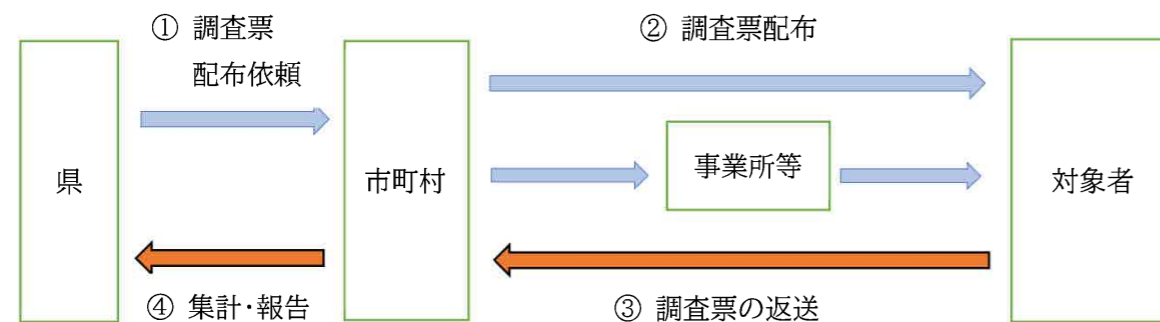 ① 調査票
配布依頼
② 調査票配布
県
市町村
事業所等
対象者
④ 集計・報告
③ 調査票の返送